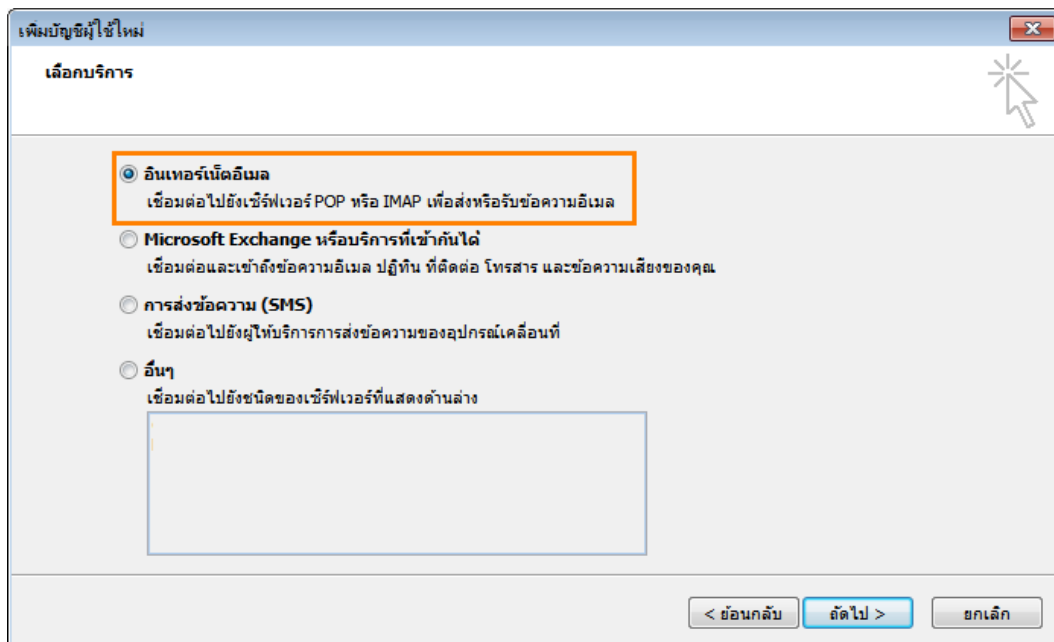 เพิ่มบัญชีผู้ใช้ใหม่
เลือกบริการ
อินเทอร์เน็ตอีเมล
เชื่อมต่อไปยังเซิร์ฟเวอร์ POP หรือ IMAP เพื่อส่งหรือรับข้อความอีเมล
Microsoft Exchange หรือบริการที่เข้ากันได้
เชื่อมต่อและเข้าถึงข้อความอีเมล ปฏิทิน ที่ติดต่อ โทรสาร และข้อความเสียงของคุณ
การส่งข้อความ (SMS)
เชื่อมต่อไปยังผู้ให้บริการการส่งข้อความของอุปกรณ์เคลื่อนที่
อื่นๆ
เชื่อมต่อไปยังชนิดของเซิร์ฟเวอร์ที่แสดงด้านล่าง
< ย้อนกลับ ถัดไป > ยกเลิก